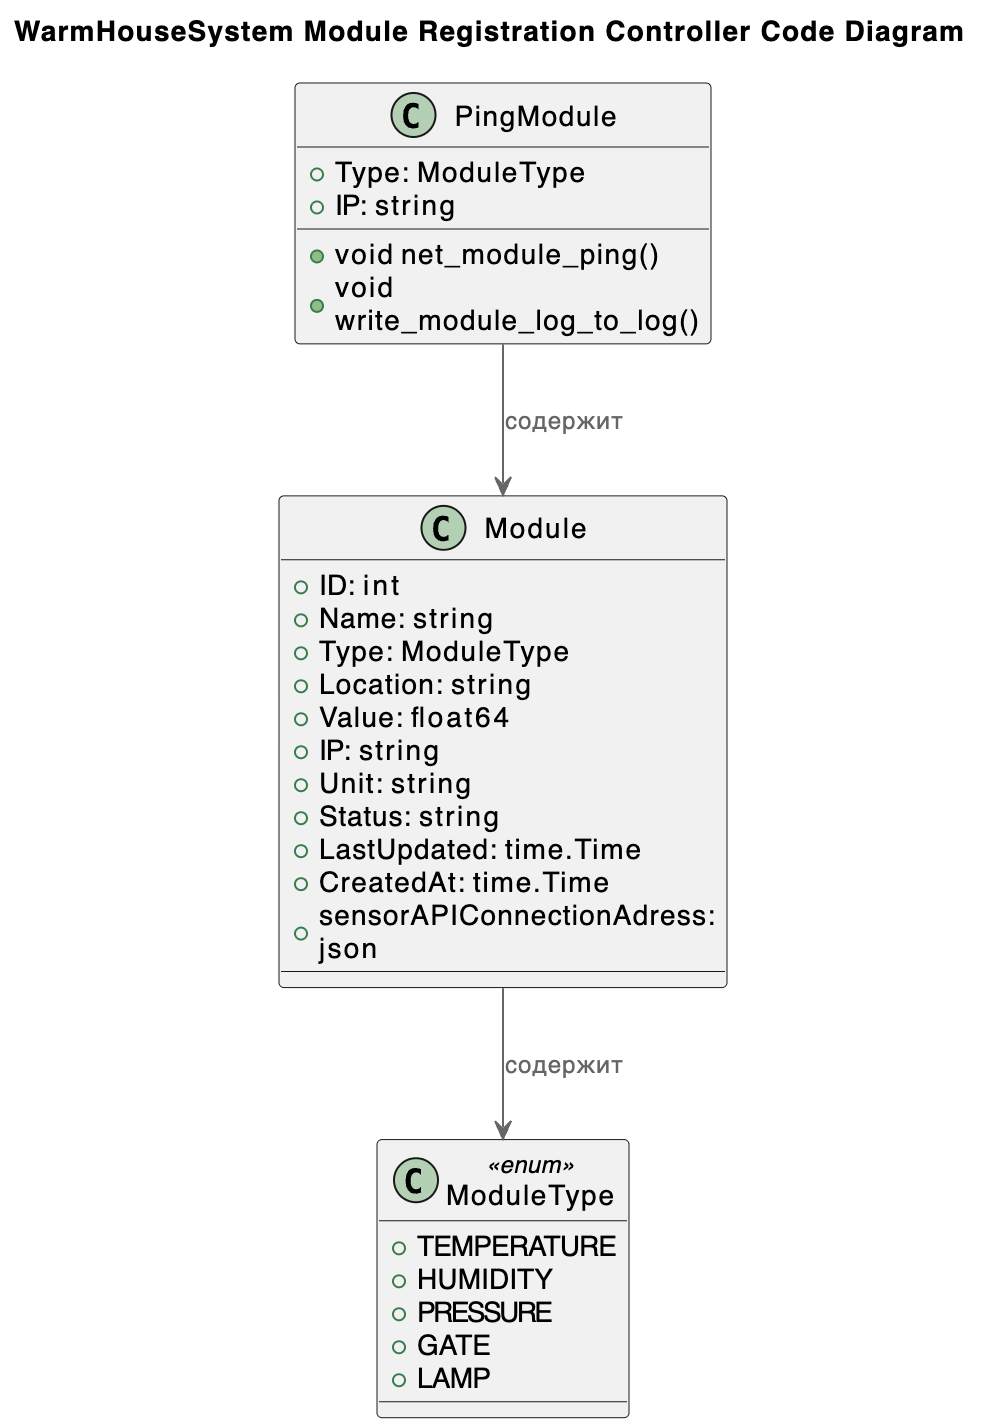 WarmHouseSystem Module Registration Controller Code Diagram
C PingModule
Type: ModuleType
IP: string
void net_module_ping()
void
write_module_log_to_log()
содержит
C Module
ID: int
Name: string
Type: ModuleType
Location: string
Value: float64
IP: string
Unit: string
Status: string
LastUpdated: time.Time
CreatedAt: time.Time
sensorAPIConnectionAdress:
json
содержит
«enum»
C ModuleType
TEMPERATURE
HUMIDITY
PRESSURE
GATE
LAMP